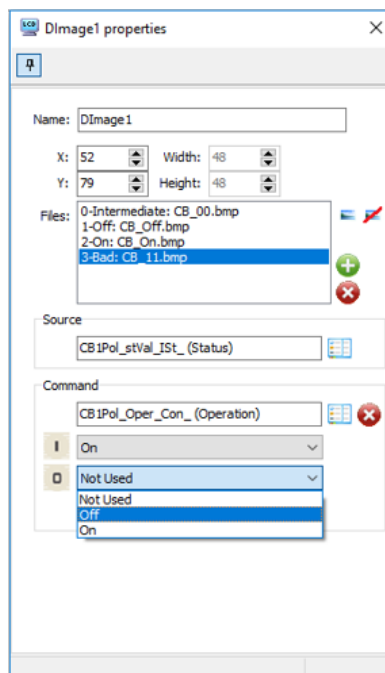 LCD
DImage1 properties
Name: DImage1
X: 52 Width: 48
Y: 79 Height: 48
Files: 0-Intermediate: CB_00.bmp
1-Off: CB_Off.bmp
2-On: CB_On.bmp
3-Bad: CB_11.bmp
Source
CB1Pol_stVal_ISt_ (Status)
Command
CB1Pol_Oper_Con_ (Operation)
I On
O Not Used
Not Used
Off
On